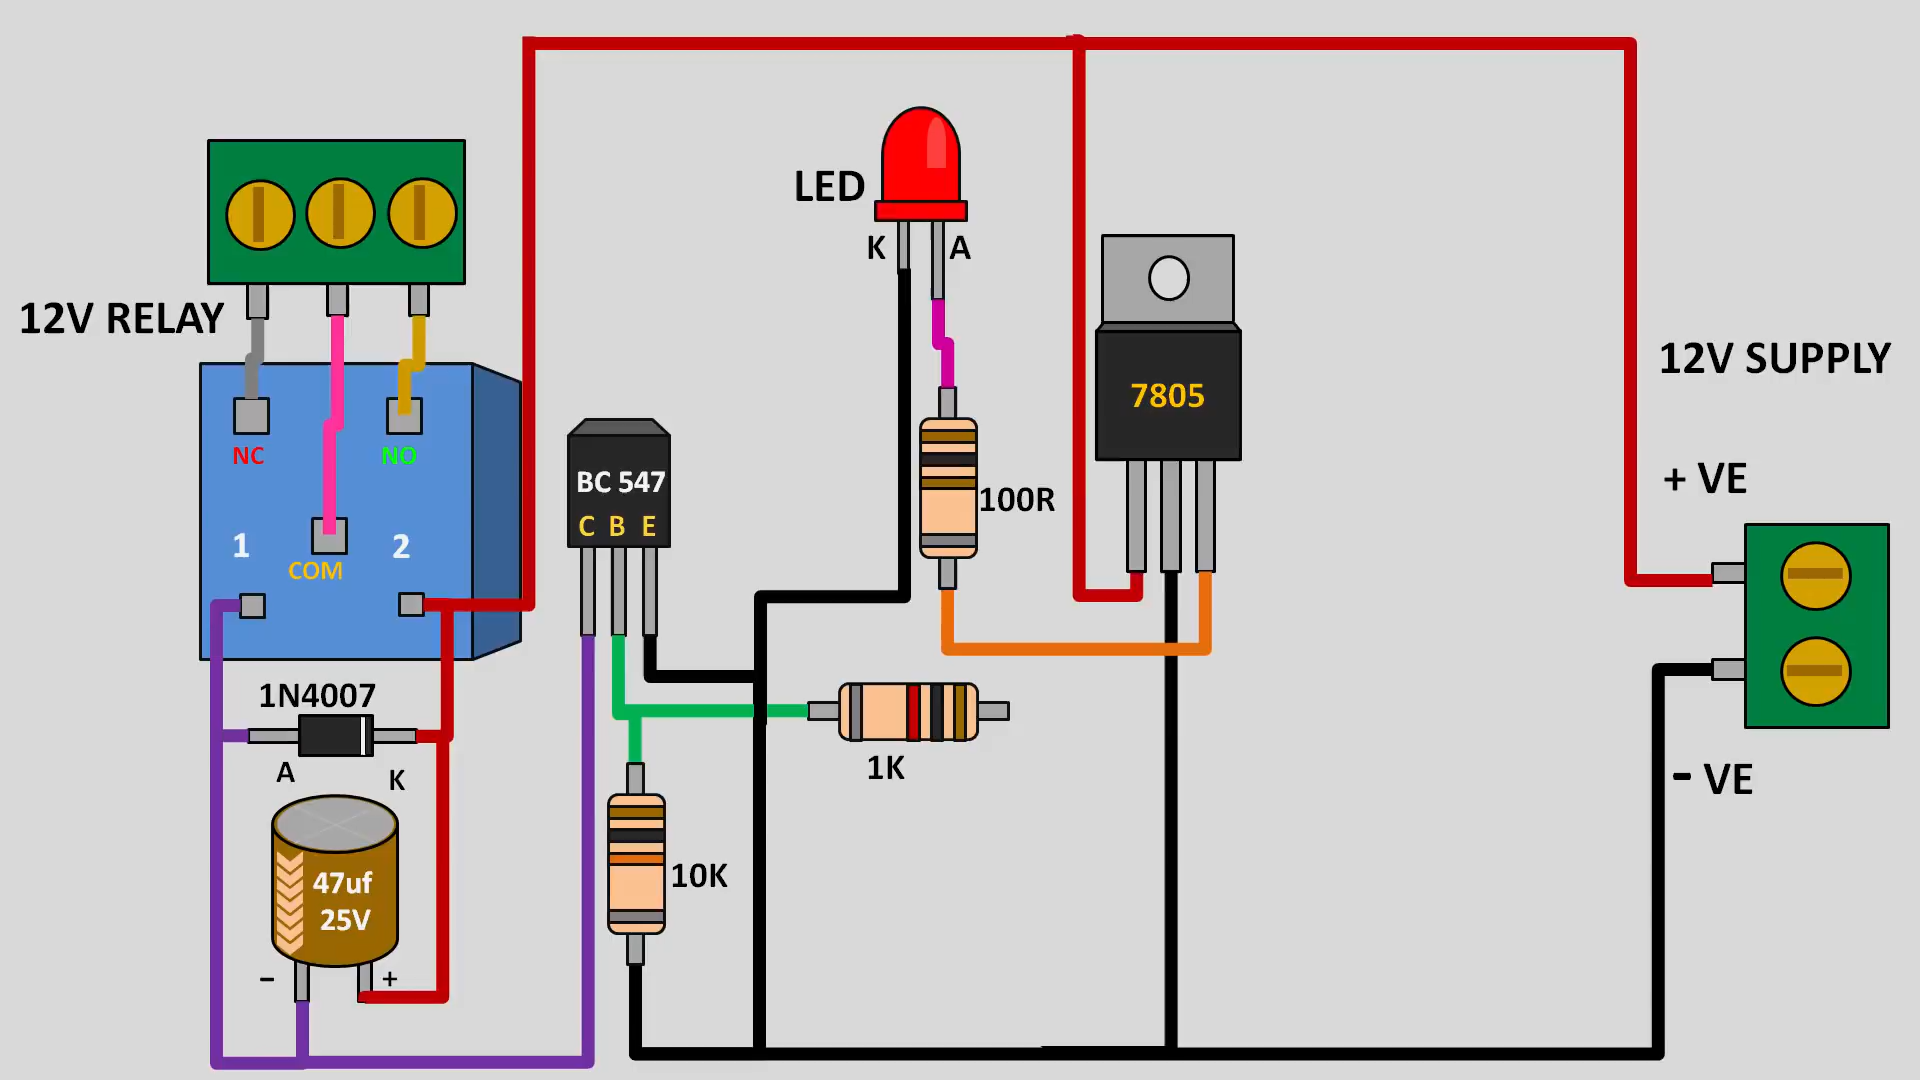 LED
K
A
12V RELAY
12V SUPPLY
7805
+ VE
NC
NO
BC 547
C B E
100R
1
2
COM
1N4007
A
K
1K
- VE
47uf
25V
10K
-
+